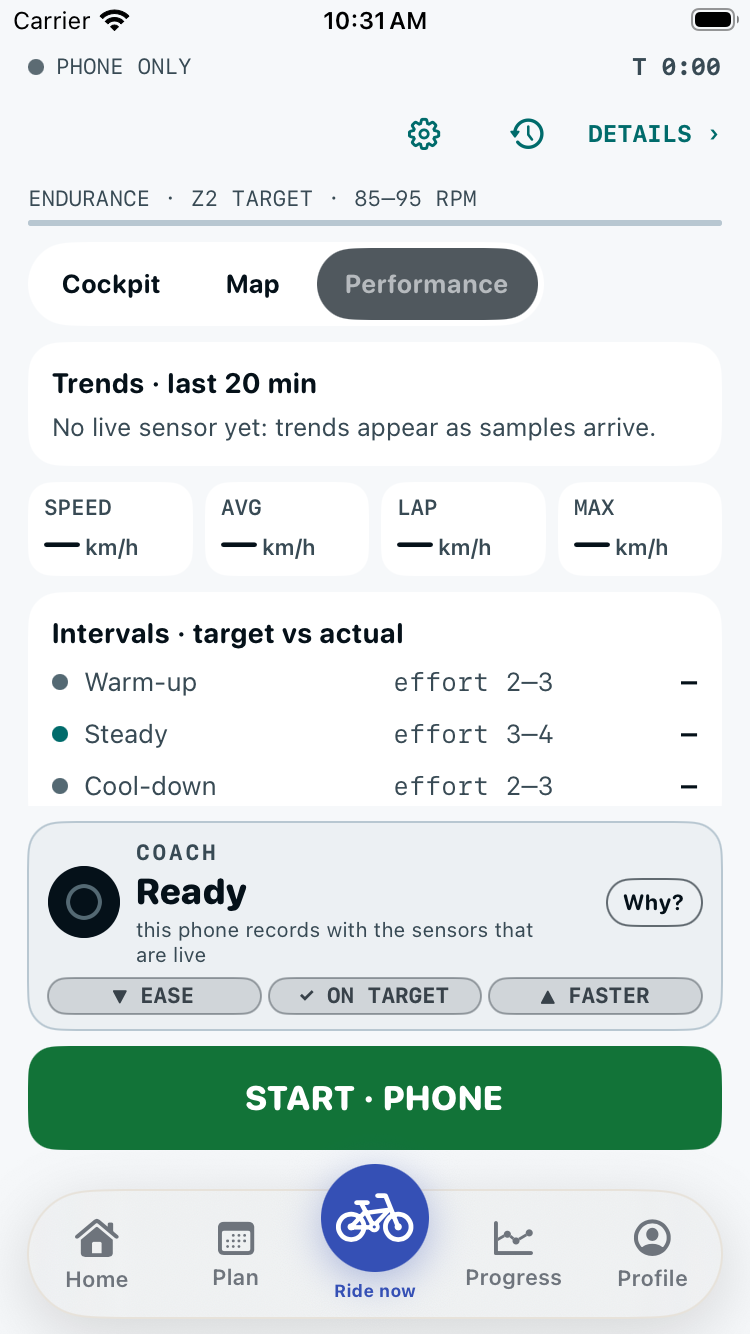 Carrier 10:31 AM
PHONE ONLY T 0:00
DETAILS ›
ENDURANCE · Z2 TARGET · 85–95 RPM
Cockpit Map Performance
Trends · last 20 min
No live sensor yet: trends appear as samples arrive.
SPEED AVG LAP MAX
— km/h — km/h — km/h — km/h
Intervals · target vs actual
Warm-up effort 2–3 –
Steady effort 3–4 –
Cool-down effort 2–3 –
COACH
Ready
Why?
this phone records with the sensors that
are live
▼ EASE ✓ ON TARGET ▲ FASTER
START · PHONE
Home Plan Ride now Progress Profile